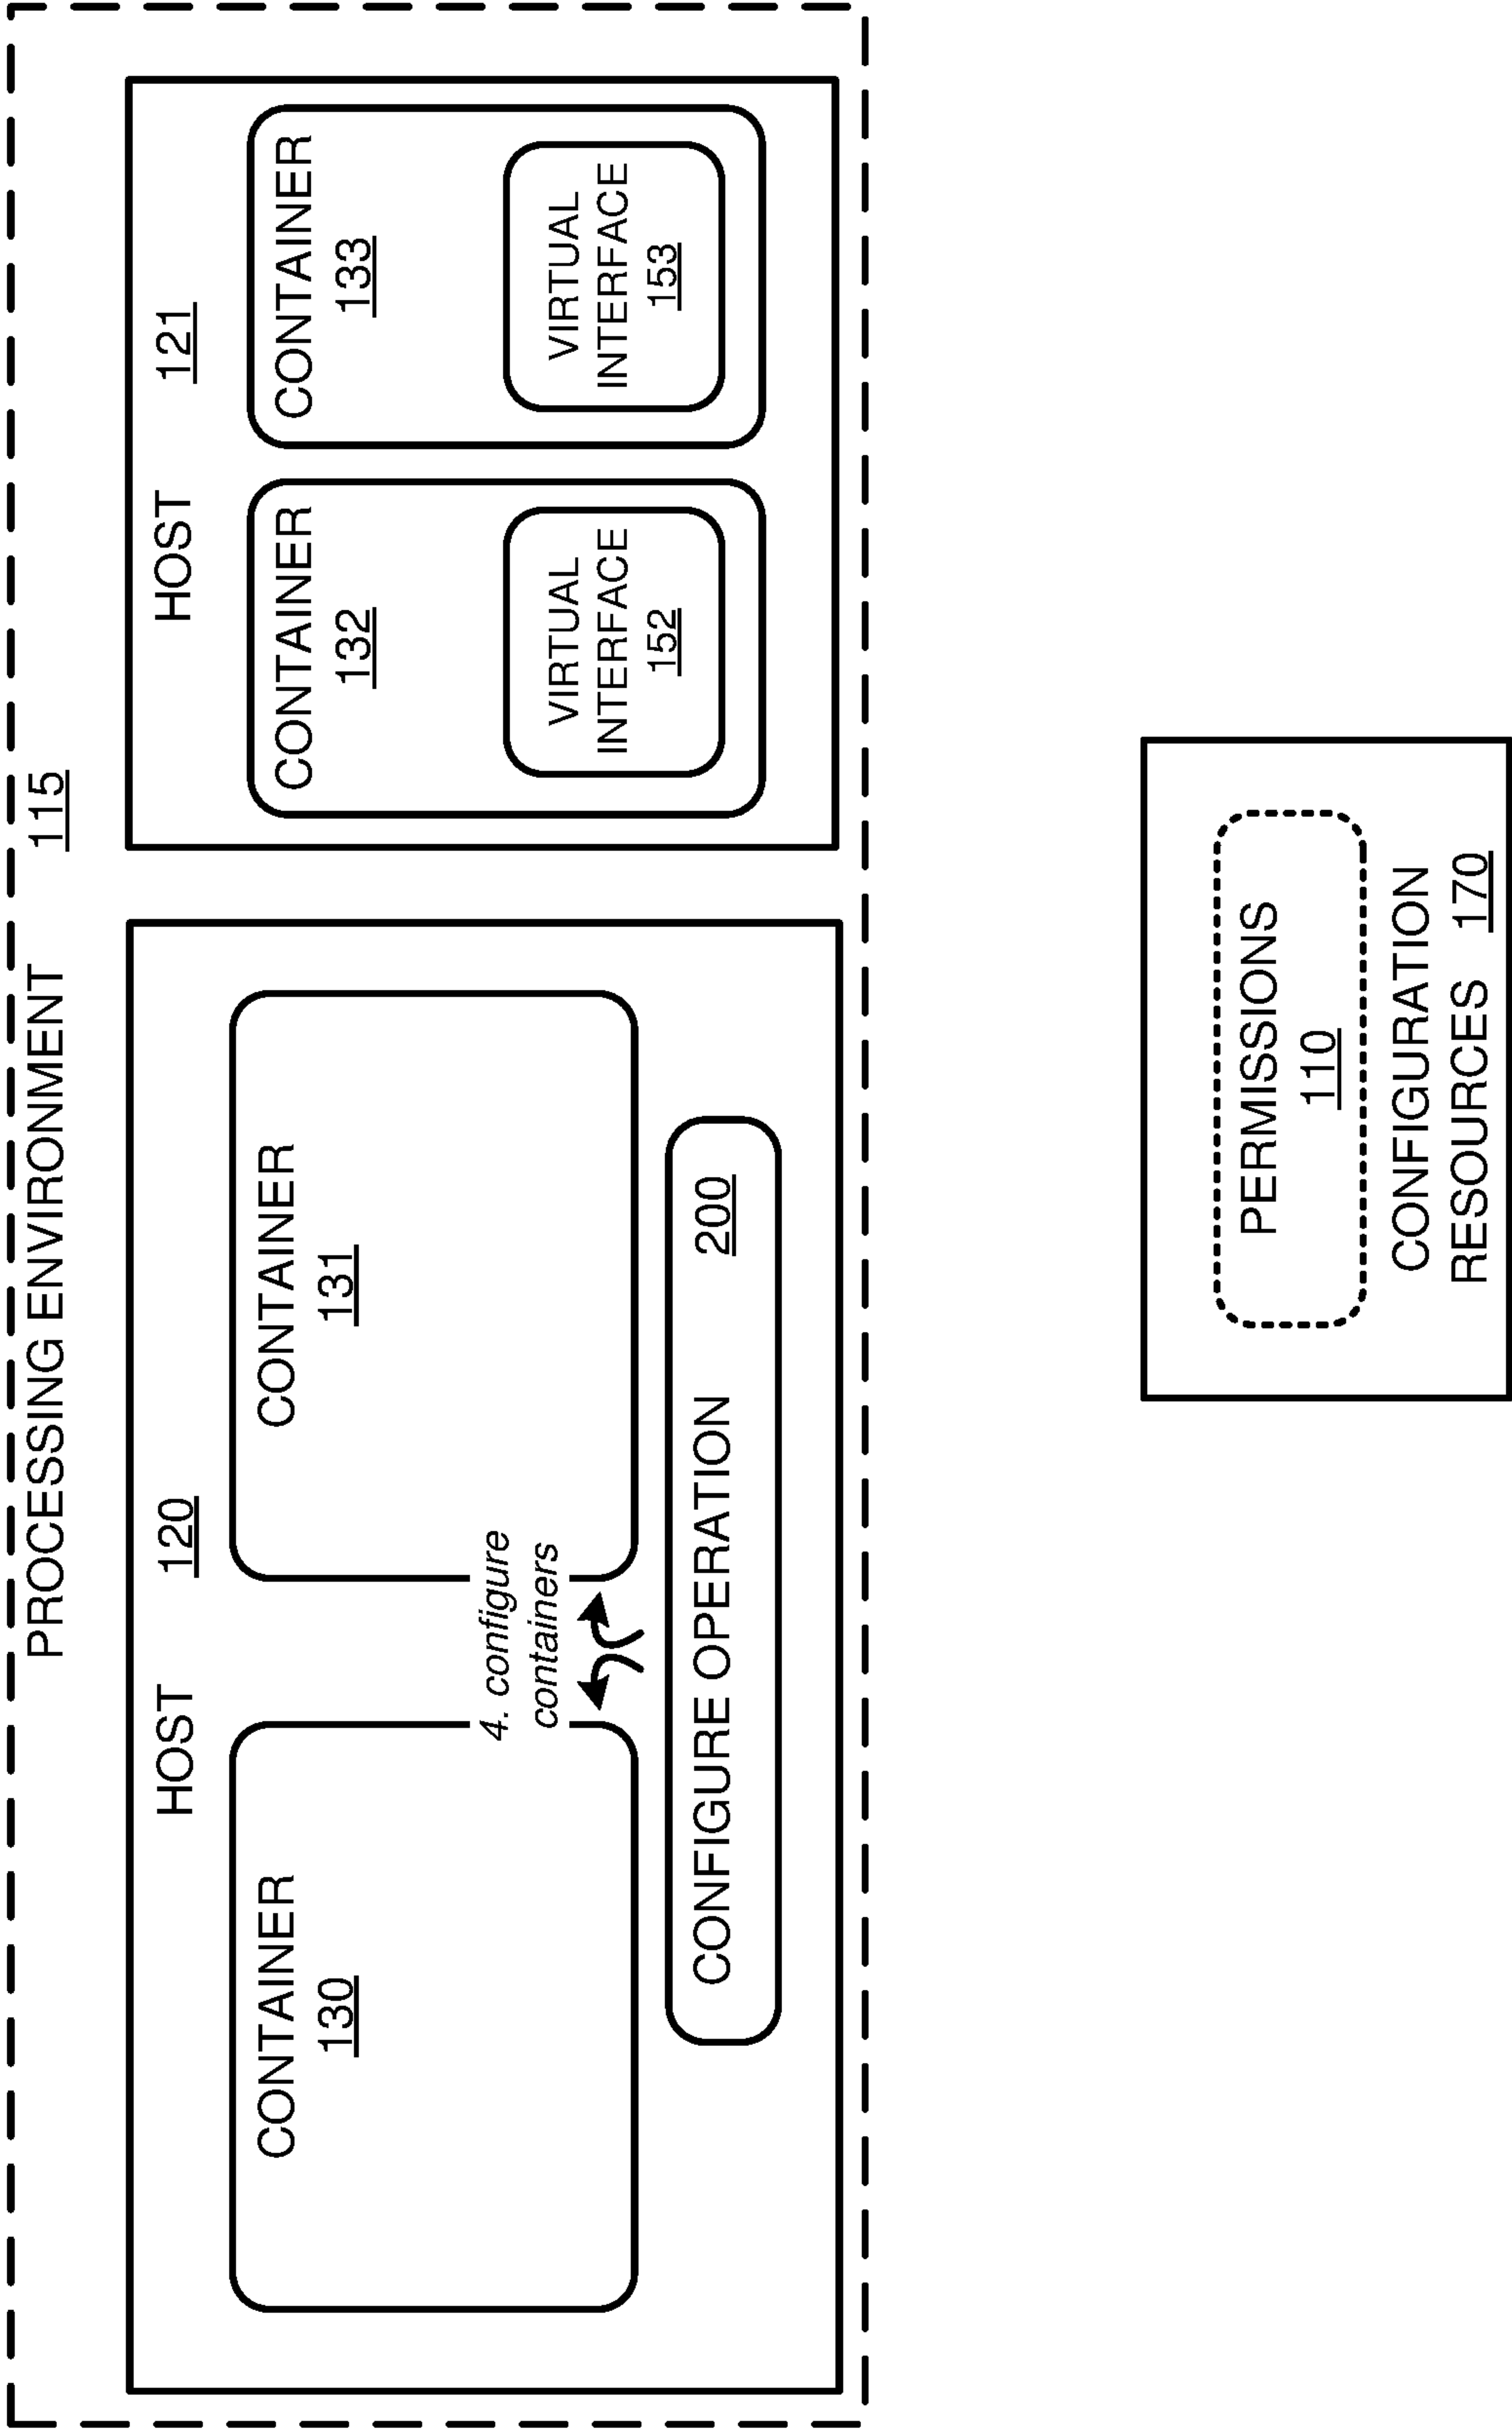 PROCESSING ENVIRONMENT 115
HOST 120
CONTAINER
130
CONTAINER
131
4. configure
containers
CONFIGURE OPERATION 200
HOST 121
CONTAINER
132
VIRTUAL
INTERFACE
152
CONTAINER
133
VIRTUAL
INTERFACE
153
PERMISSIONS
110
CONFIGURATION
RESOURCES 170